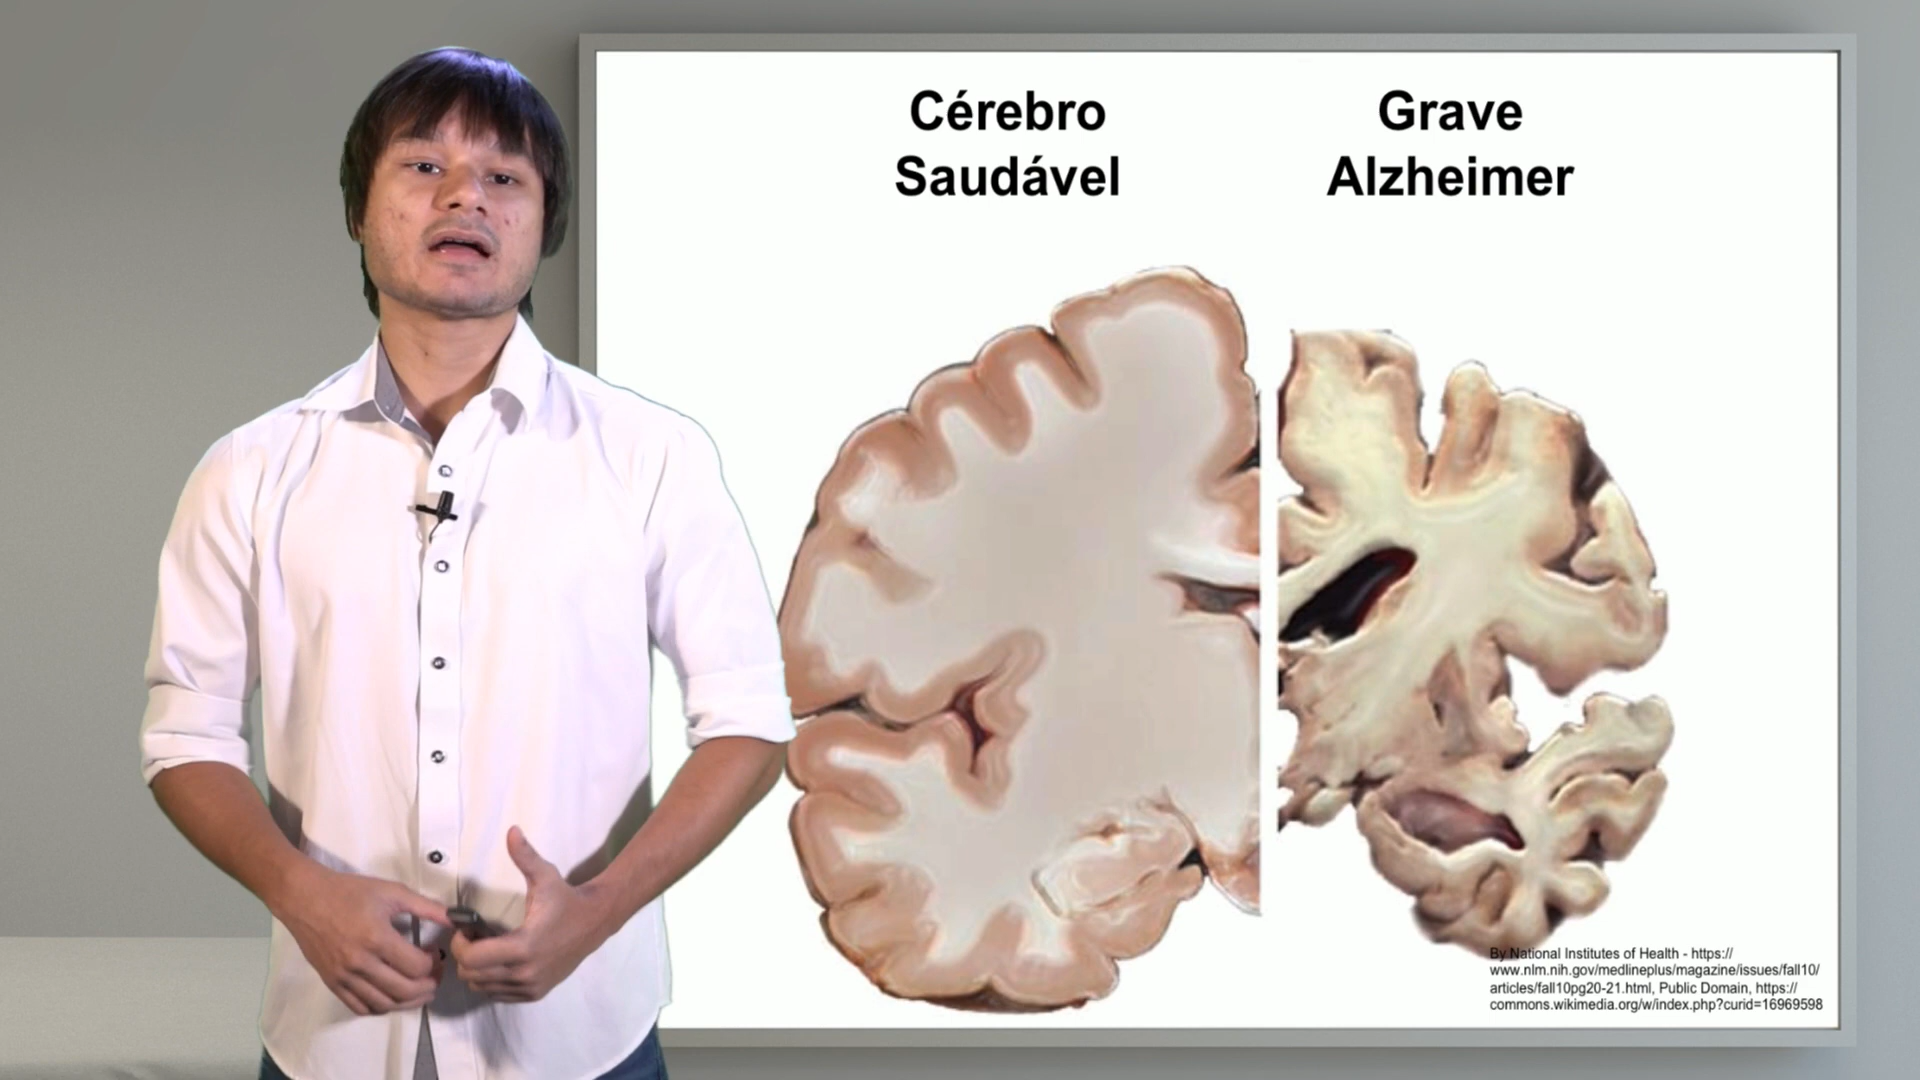 Cérebro
Saudável
Grave
Alzheimer
By National Institutes of Health - https://
www.nlm.nih.gov/medlineplus/magazine/issues/fall10/
articles/fall10pg20-21.html, Public Domain, https://
commons.wikimedia.org/w/index.php?curid=16969598